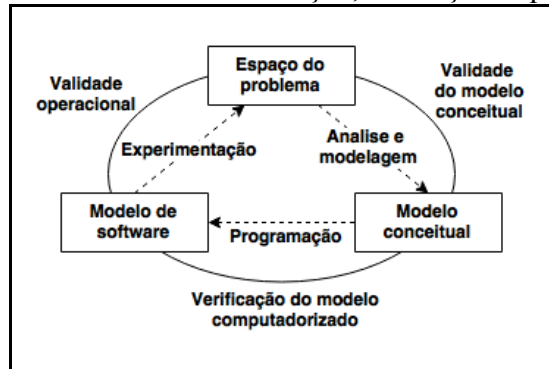 Espaço do
problema
Validade
operacional
Validade
do modelo
conceitual
Experimentação
Analise e
modelagem
Modelo de
software
Programação
Modelo
conceitual
Verificação do modelo
computadorizado